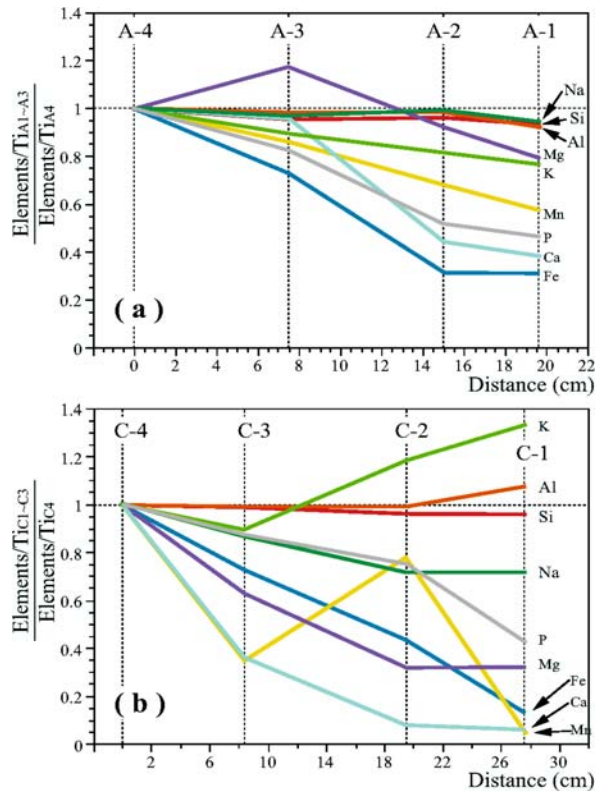 1.4
A-4 A-3 A-2 A-1
1.2
1
0.8
0.6
0.4
0.2
0
Elements/TiA1~A3
Elements/TiA4
Na
Si
Al
Mg
K
Mn
P
Ca
Fe
( a )
0 2 4 6 8 10 12 14 16 18 20 22
Distance (cm)
1.4
C-4 C-3 C-2 C-1
1.2
1
0.8
0.6
0.4
0.2
0
Elements/TiC1~C3
Elements/TiC4
K
Al
Si
Na
P
Mg
Fe
Ca
Mn
( b )
2 6 10 14 18 22 26 30
Distance (cm)